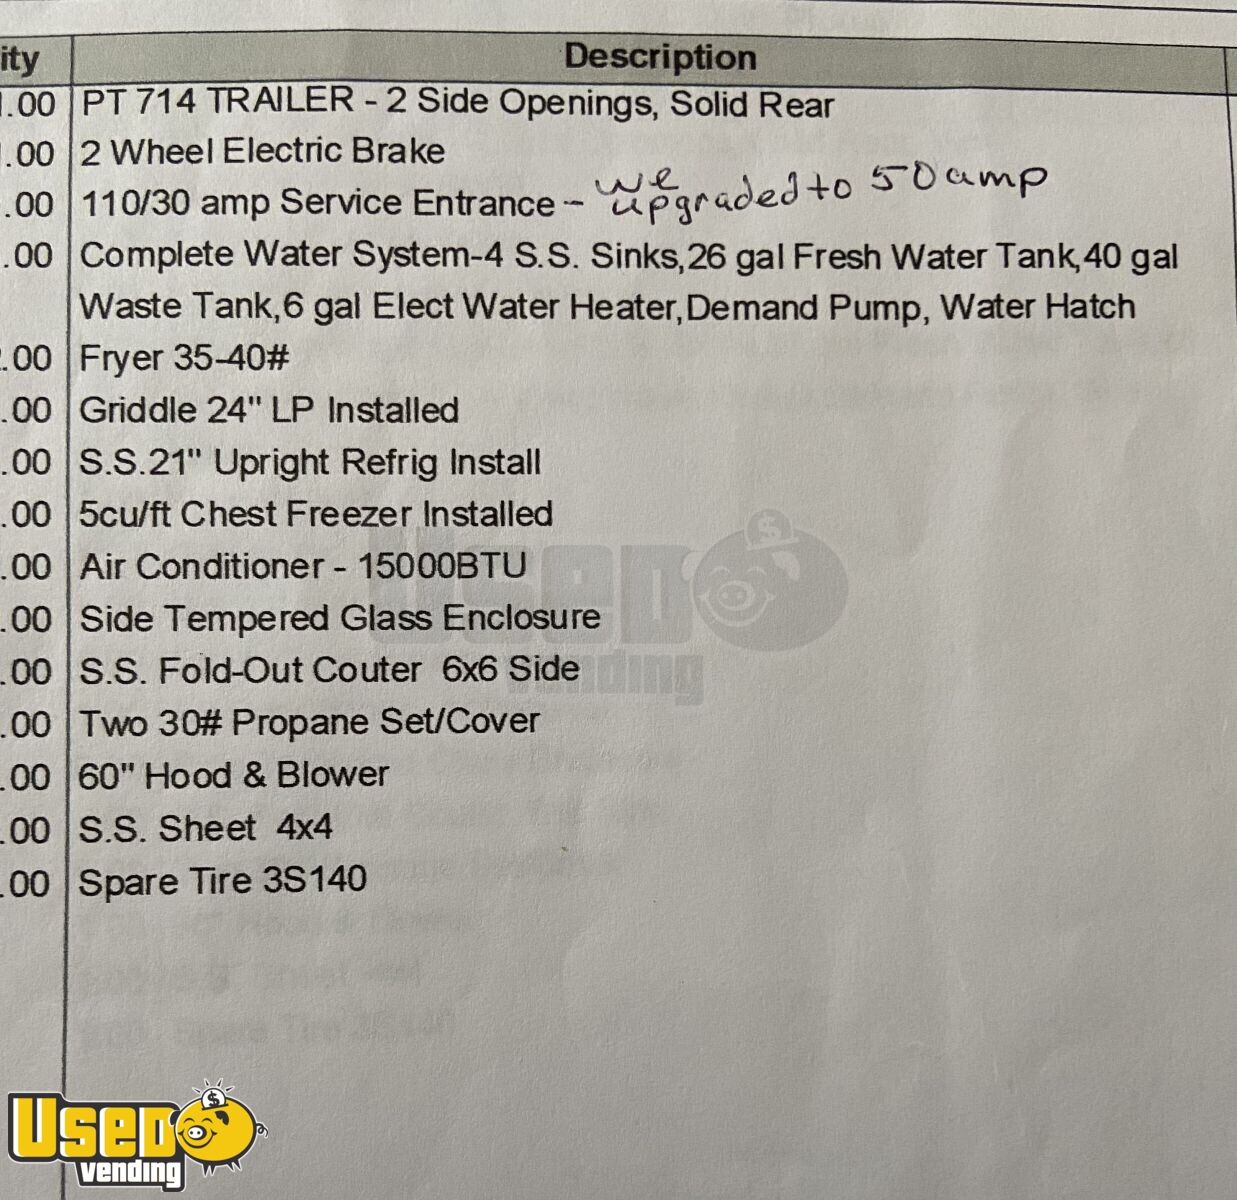 ity Description
1.00 PT 714 TRAILER - 2 Side Openings, Solid Rear
.00 2 Wheel Electric Brake
.00 110/30 amp Service Entrance - we upgraded to 50 amp
.00 Complete Water System-4 S.S. Sinks,26 gal Fresh Water Tank,40 gal
Waste Tank,6 gal Elect Water Heater,Demand Pump, Water Hatch
.00 Fryer 35-40#
.00 Griddle 24" LP Installed
.00 S.S.21" Upright Refrig Install
.00 5cu/ft Chest Freezer Installed
.00 Air Conditioner - 15000BTU
.00 Side Tempered Glass Enclosure
.00 S.S. Fold-Out Couter 6x6 Side
.00 Two 30# Propane Set/Cover
.00 60" Hood & Blower
.00 S.S. Sheet 4x4
.00 Spare Tire 3S140
Used
vending
Used
vending